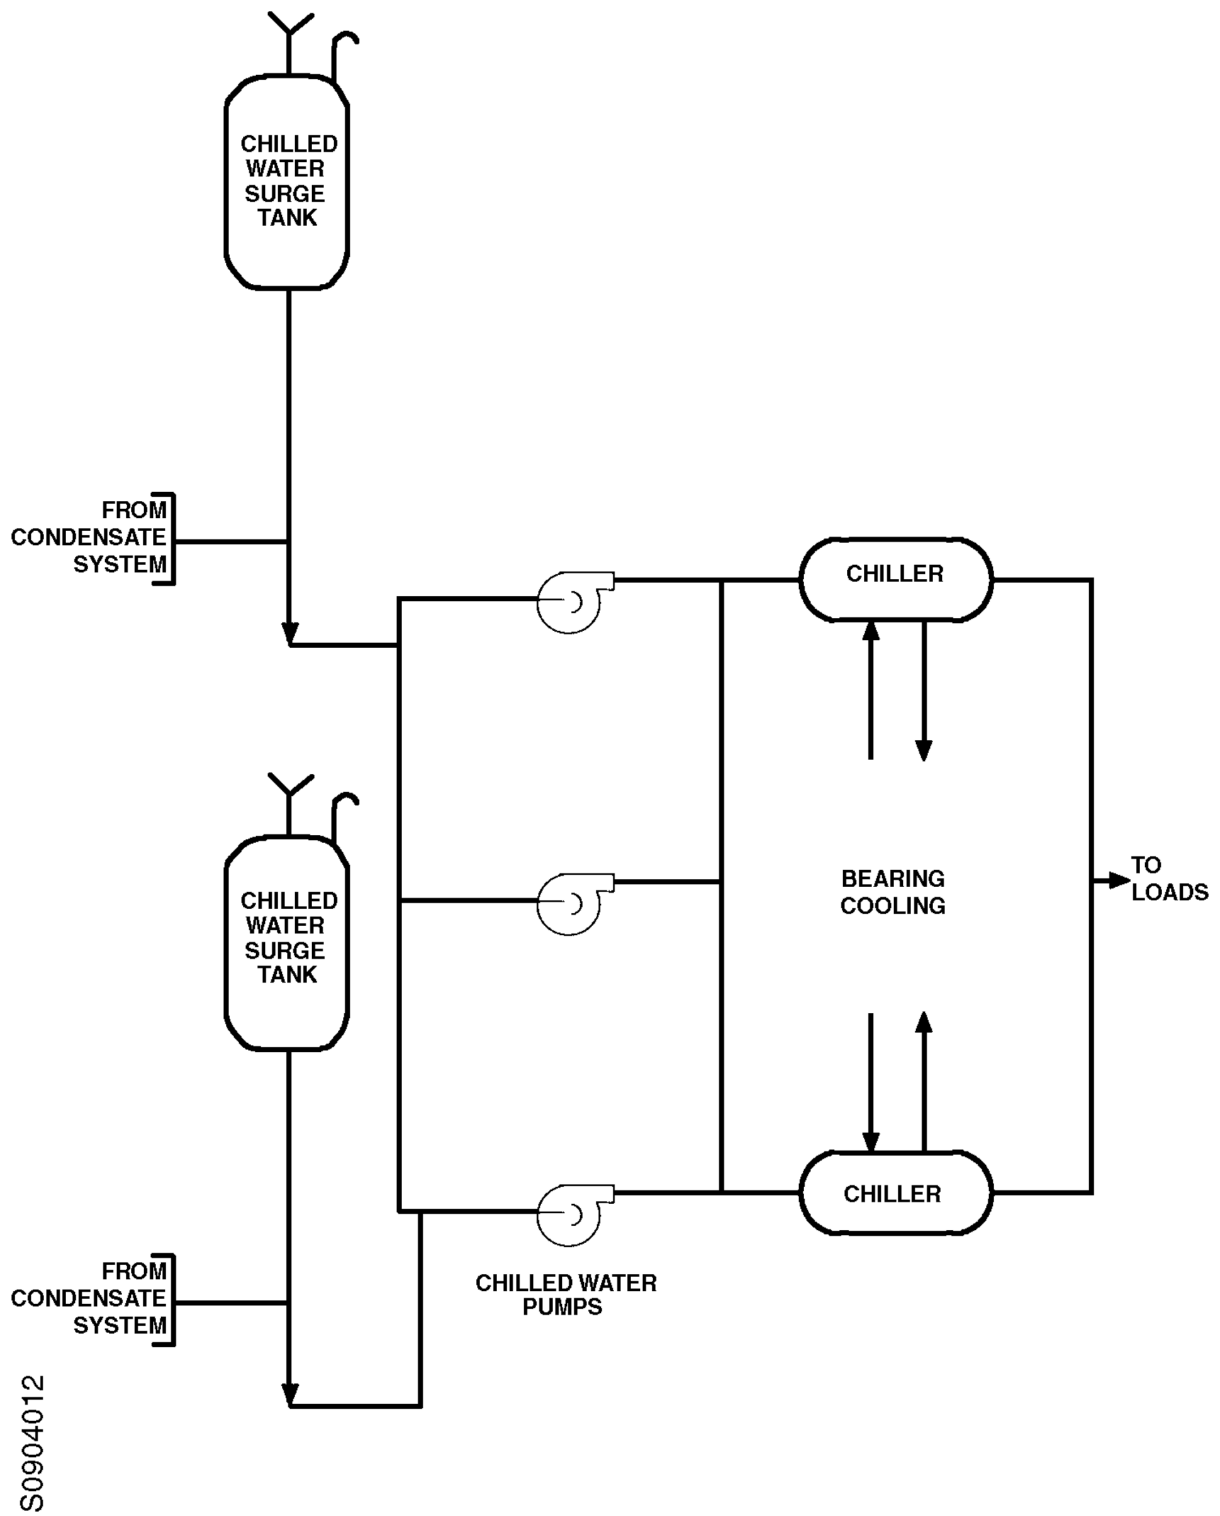 CHILLED
WATER
SURGE
TANK
FROM
CONDENSATE
SYSTEM
CHILLER
CHILLED
WATER
SURGE
TANK
BEARING
COOLING
TO
LOADS
CHILLER
FROM
CONDENSATE
SYSTEM
CHILLED WATER
PUMPS
S0904012